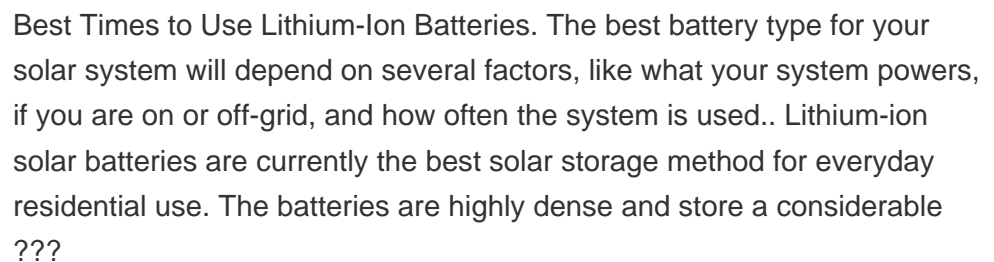 Best Times to Use Lithium-Ion Batteries. The best battery type for your
solar system will depend on several factors, like what your system powers,
if you are on or off-grid, and how often the system is used.. Lithium-ion
solar batteries are currently the best solar storage method for everyday
residential use. The batteries are highly dense and store a considerable
???